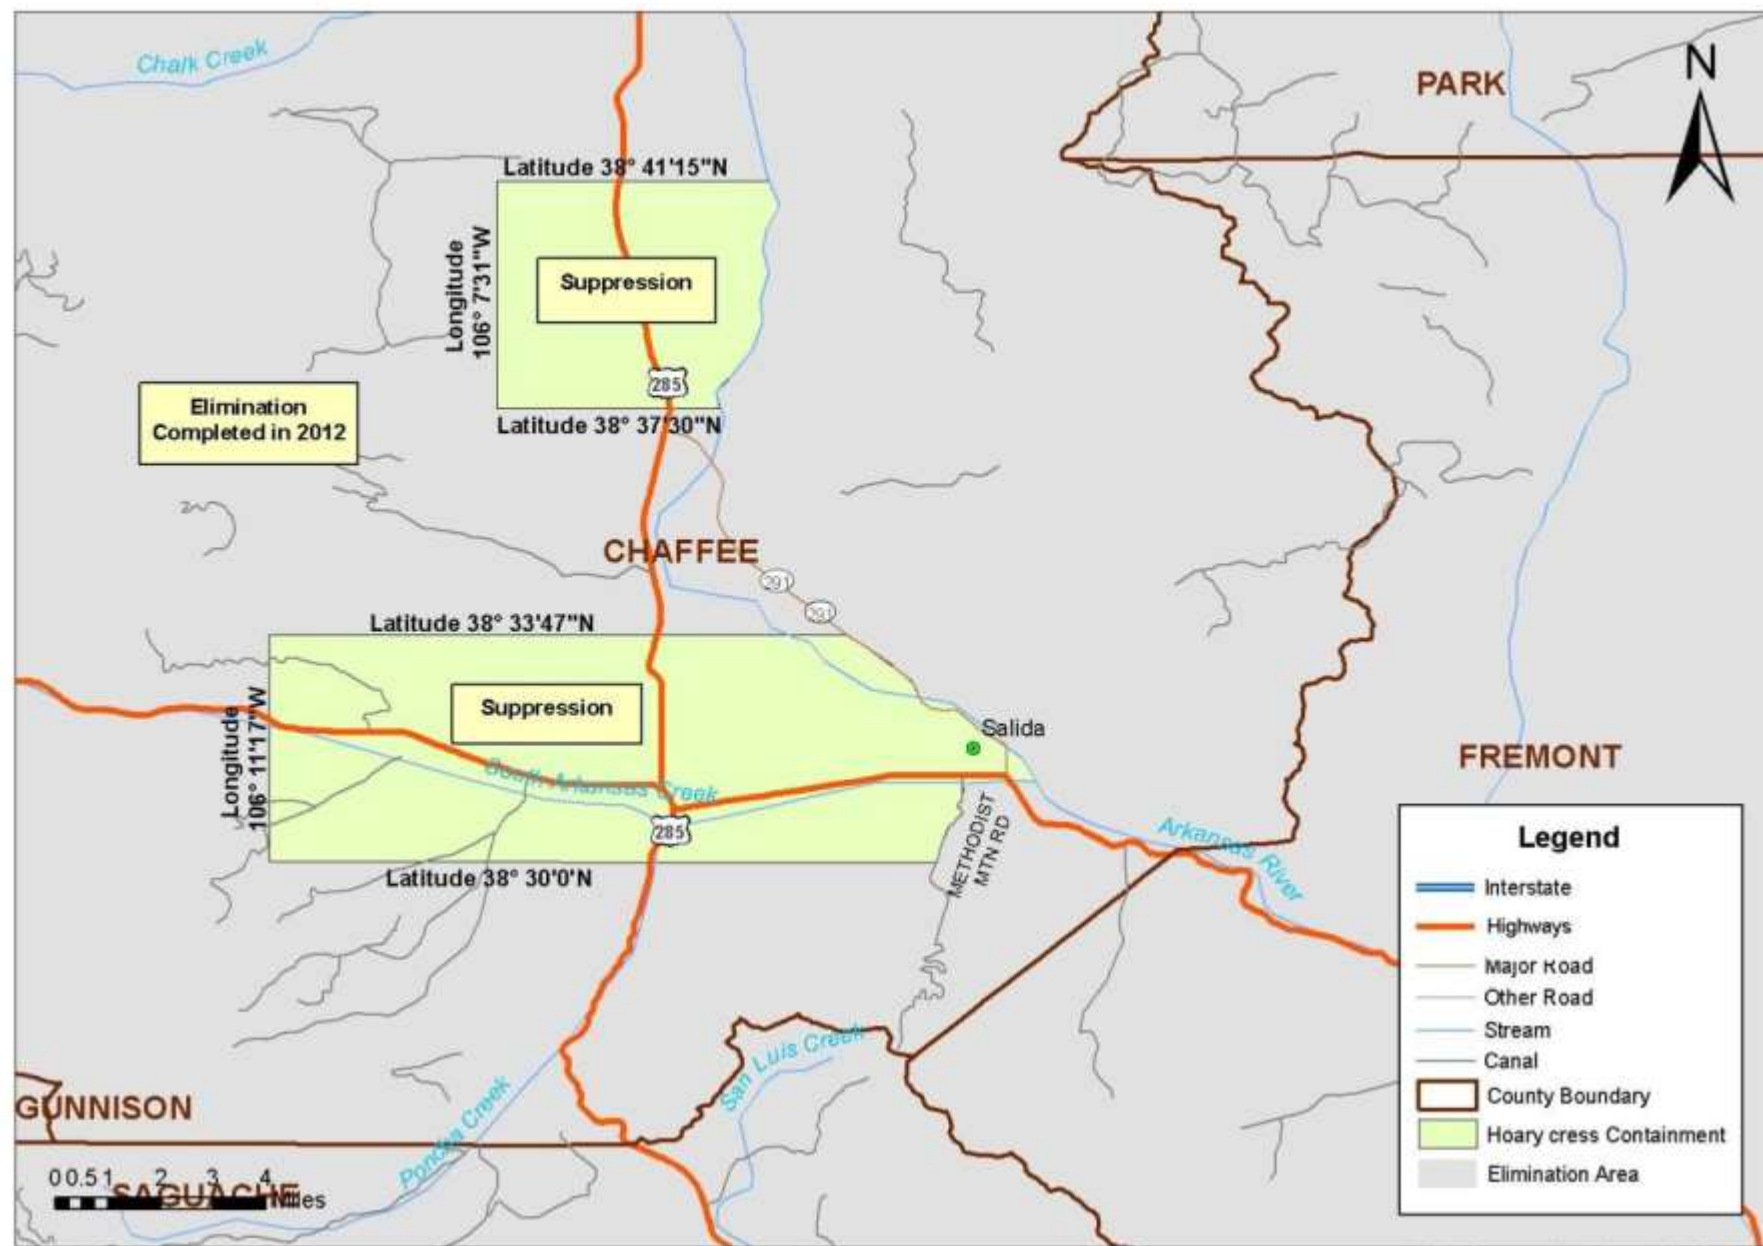 Chalk Creek
PARK
N
Latitude 38° 41'15"N
Longitude
106° 7'31"W
Suppression
285
Elimination
Completed in 2012
Latitude 38° 37'30"N
CHAFFEE
291
291
Latitude 38° 33'47"N
Longitude
106° 11'17"W
Suppression
Salida
South Arkansas Creek
285
METHODIST
MTN RD
Arkansas River
FREMONT
Latitude 38° 30'0'N
San Luis Creek
Poncha Creek
GUNNISON
SAGUACHE
0 0.5 1 2 3 4
Miles
Legend
Interstate
Highways
Major Road
Other Road
Stream
Canal
County Boundary
Hoary cress Containment
Elimination Area